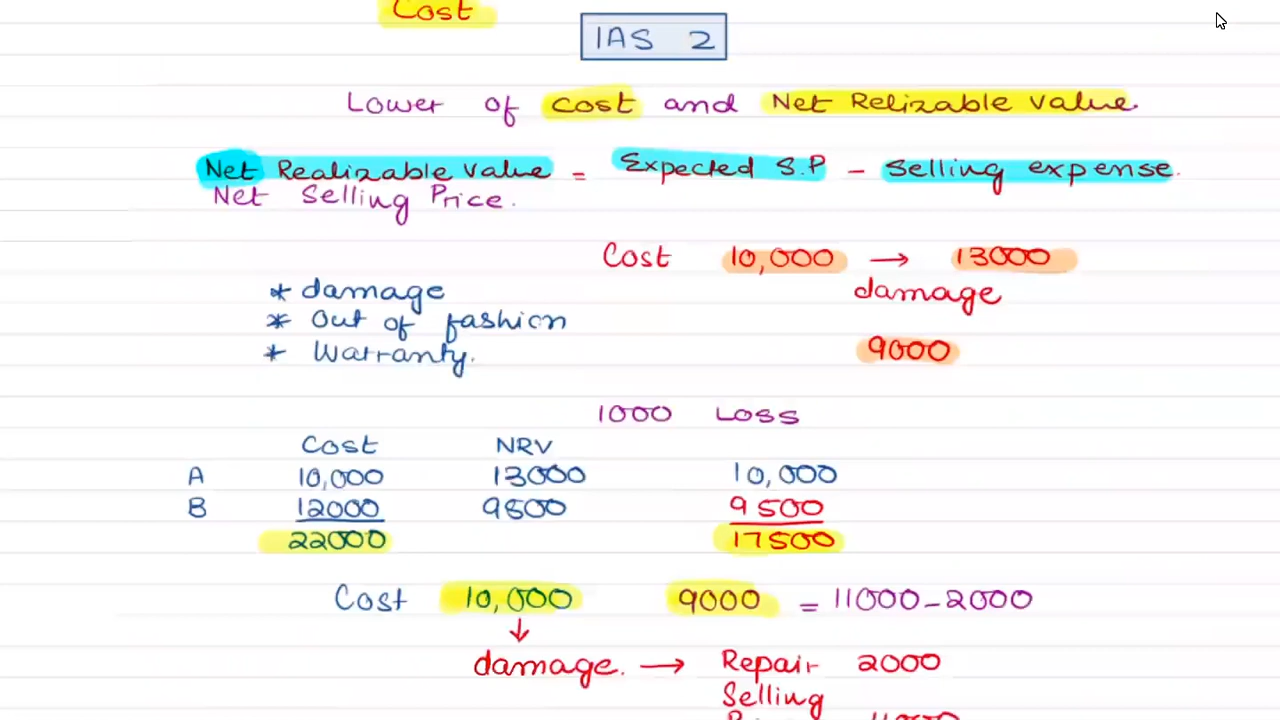 Cost
IAS 2
Lower of cost and Net Relizable value.
Net Realizable value = Expected S.P - Selling expense.
Net Selling Price.
Cost 10,000 → 13000
damage
* damage
* Out of fashion
* Warranty.
9000
1000 Loss
Cost NRV
A 10,000 13000 10,000
B 12000 9500 9500
22000 17500
Cost 10,000 9000 = 11000-2000
↓
damage. → Repair 2000
Selling